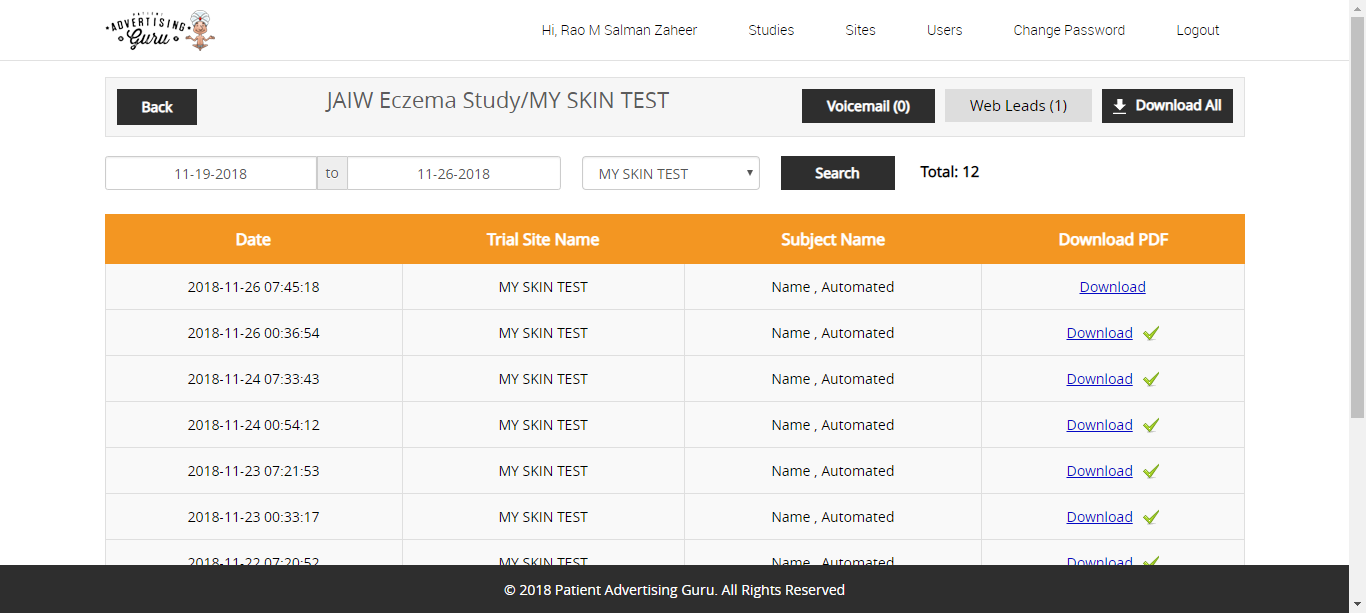 PATIENT
ADVERTISING
Guru
Hi, Rao M Salman Zaheer Studies Sites Users Change Password Logout
Back JAIW Eczema Study/MY SKIN TEST Voicemail (0) Web Leads (1) Download All
11-19-2018 to 11-26-2018 MY SKIN TEST Search Total: 12
Date Trial Site Name Subject Name Download PDF
2018-11-26 07:45:18 MY SKIN TEST Name , Automated Download
2018-11-26 00:36:54 MY SKIN TEST Name , Automated Download
2018-11-24 07:33:43 MY SKIN TEST Name , Automated Download
2018-11-24 00:54:12 MY SKIN TEST Name , Automated Download
2018-11-23 07:21:53 MY SKIN TEST Name , Automated Download
2018-11-23 00:33:17 MY SKIN TEST Name , Automated Download
2018-11-22 07:20:52 MY SKIN TEST Name , Automated Download
© 2018 Patient Advertising Guru. All Rights Reserved